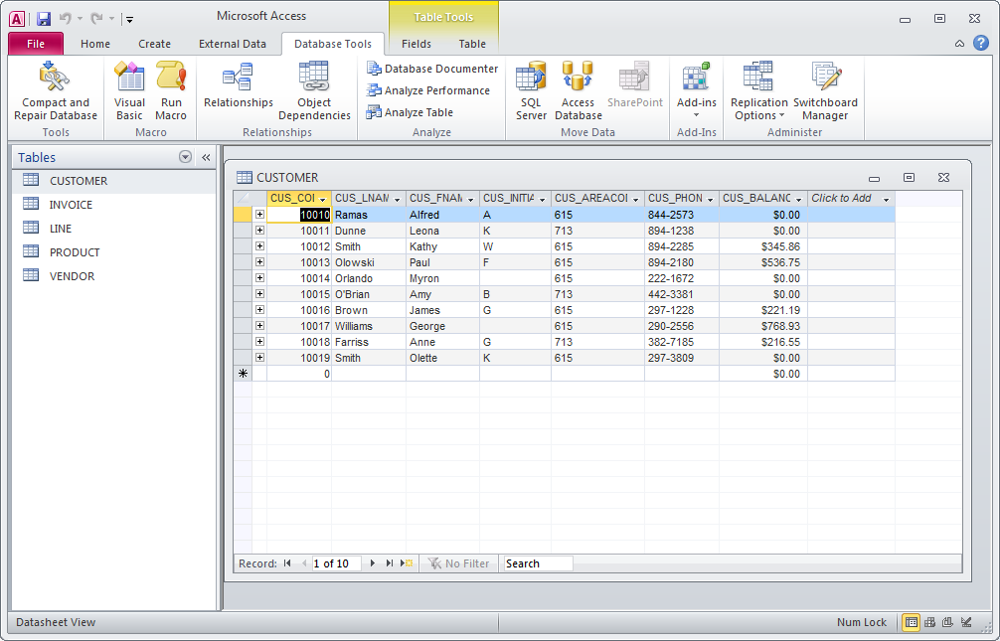 Microsoft Access
Table Tools
File Home Create External Data Database Tools Fields Table
Compact and Repair Database
Visual Basic
Run Macro
Relationships
Object Dependencies
Database Documenter
Analyze Performance
Analyze Table
SQL Server
Access Database
SharePoint
Add-ins
Replication Options
Switchboard Manager
Tools Macro Relationships Analyze Move Data Add-Ins Administer
Tables
CUSTOMER
INVOICE
LINE
PRODUCT
VENDOR
CUSTOMER
CUS_COI CUS_LNAM CUS_FNAM CUS_INITIA CUS_AREACOI CUS_PHON CUS_BALANC Click to Add
10010 Ramas Alfred A 615 844-2573 $0.00
10011 Dunne Leona K 713 894-1238 $0.00
10012 Smith Kathy W 615 894-2285 $345.86
10013 Olowski Paul F 615 894-2180 $536.75
10014 Orlando Myron 615 222-1672 $0.00
10015 O'Brian Amy B 713 442-3381 $0.00
10016 Brown James G 615 297-1228 $221.19
10017 Williams George 615 290-2556 $768.93
10018 Farriss Anne G 713 382-7185 $216.55
10019 Smith Olette K 615 297-3809 $0.00
0 $0.00
Record: 1 of 10 No Filter Search
Datasheet View Num Lock